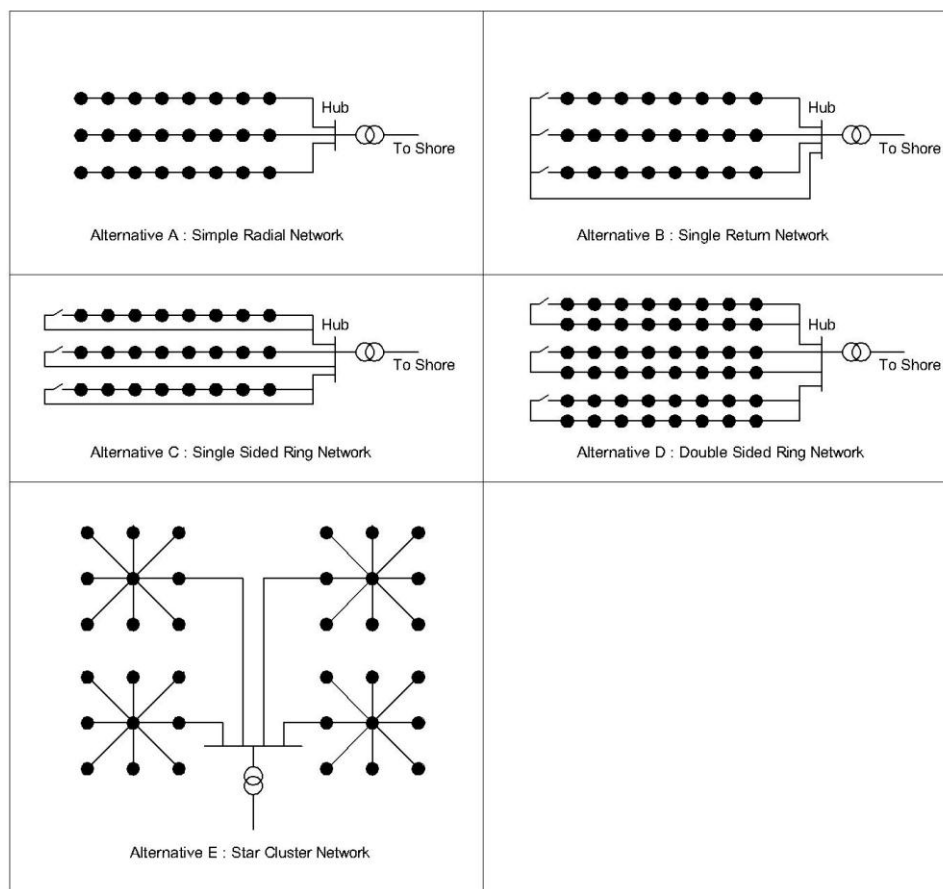 Hub
To Shore
Alternative A : Simple Radial Network
Hub
To Shore
Alternative B : Single Return Network
Hub
To Shore
Alternative C : Single Sided Ring Network
Hub
To Shore
Alternative D : Double Sided Ring Network
Alternative E : Star Cluster Network